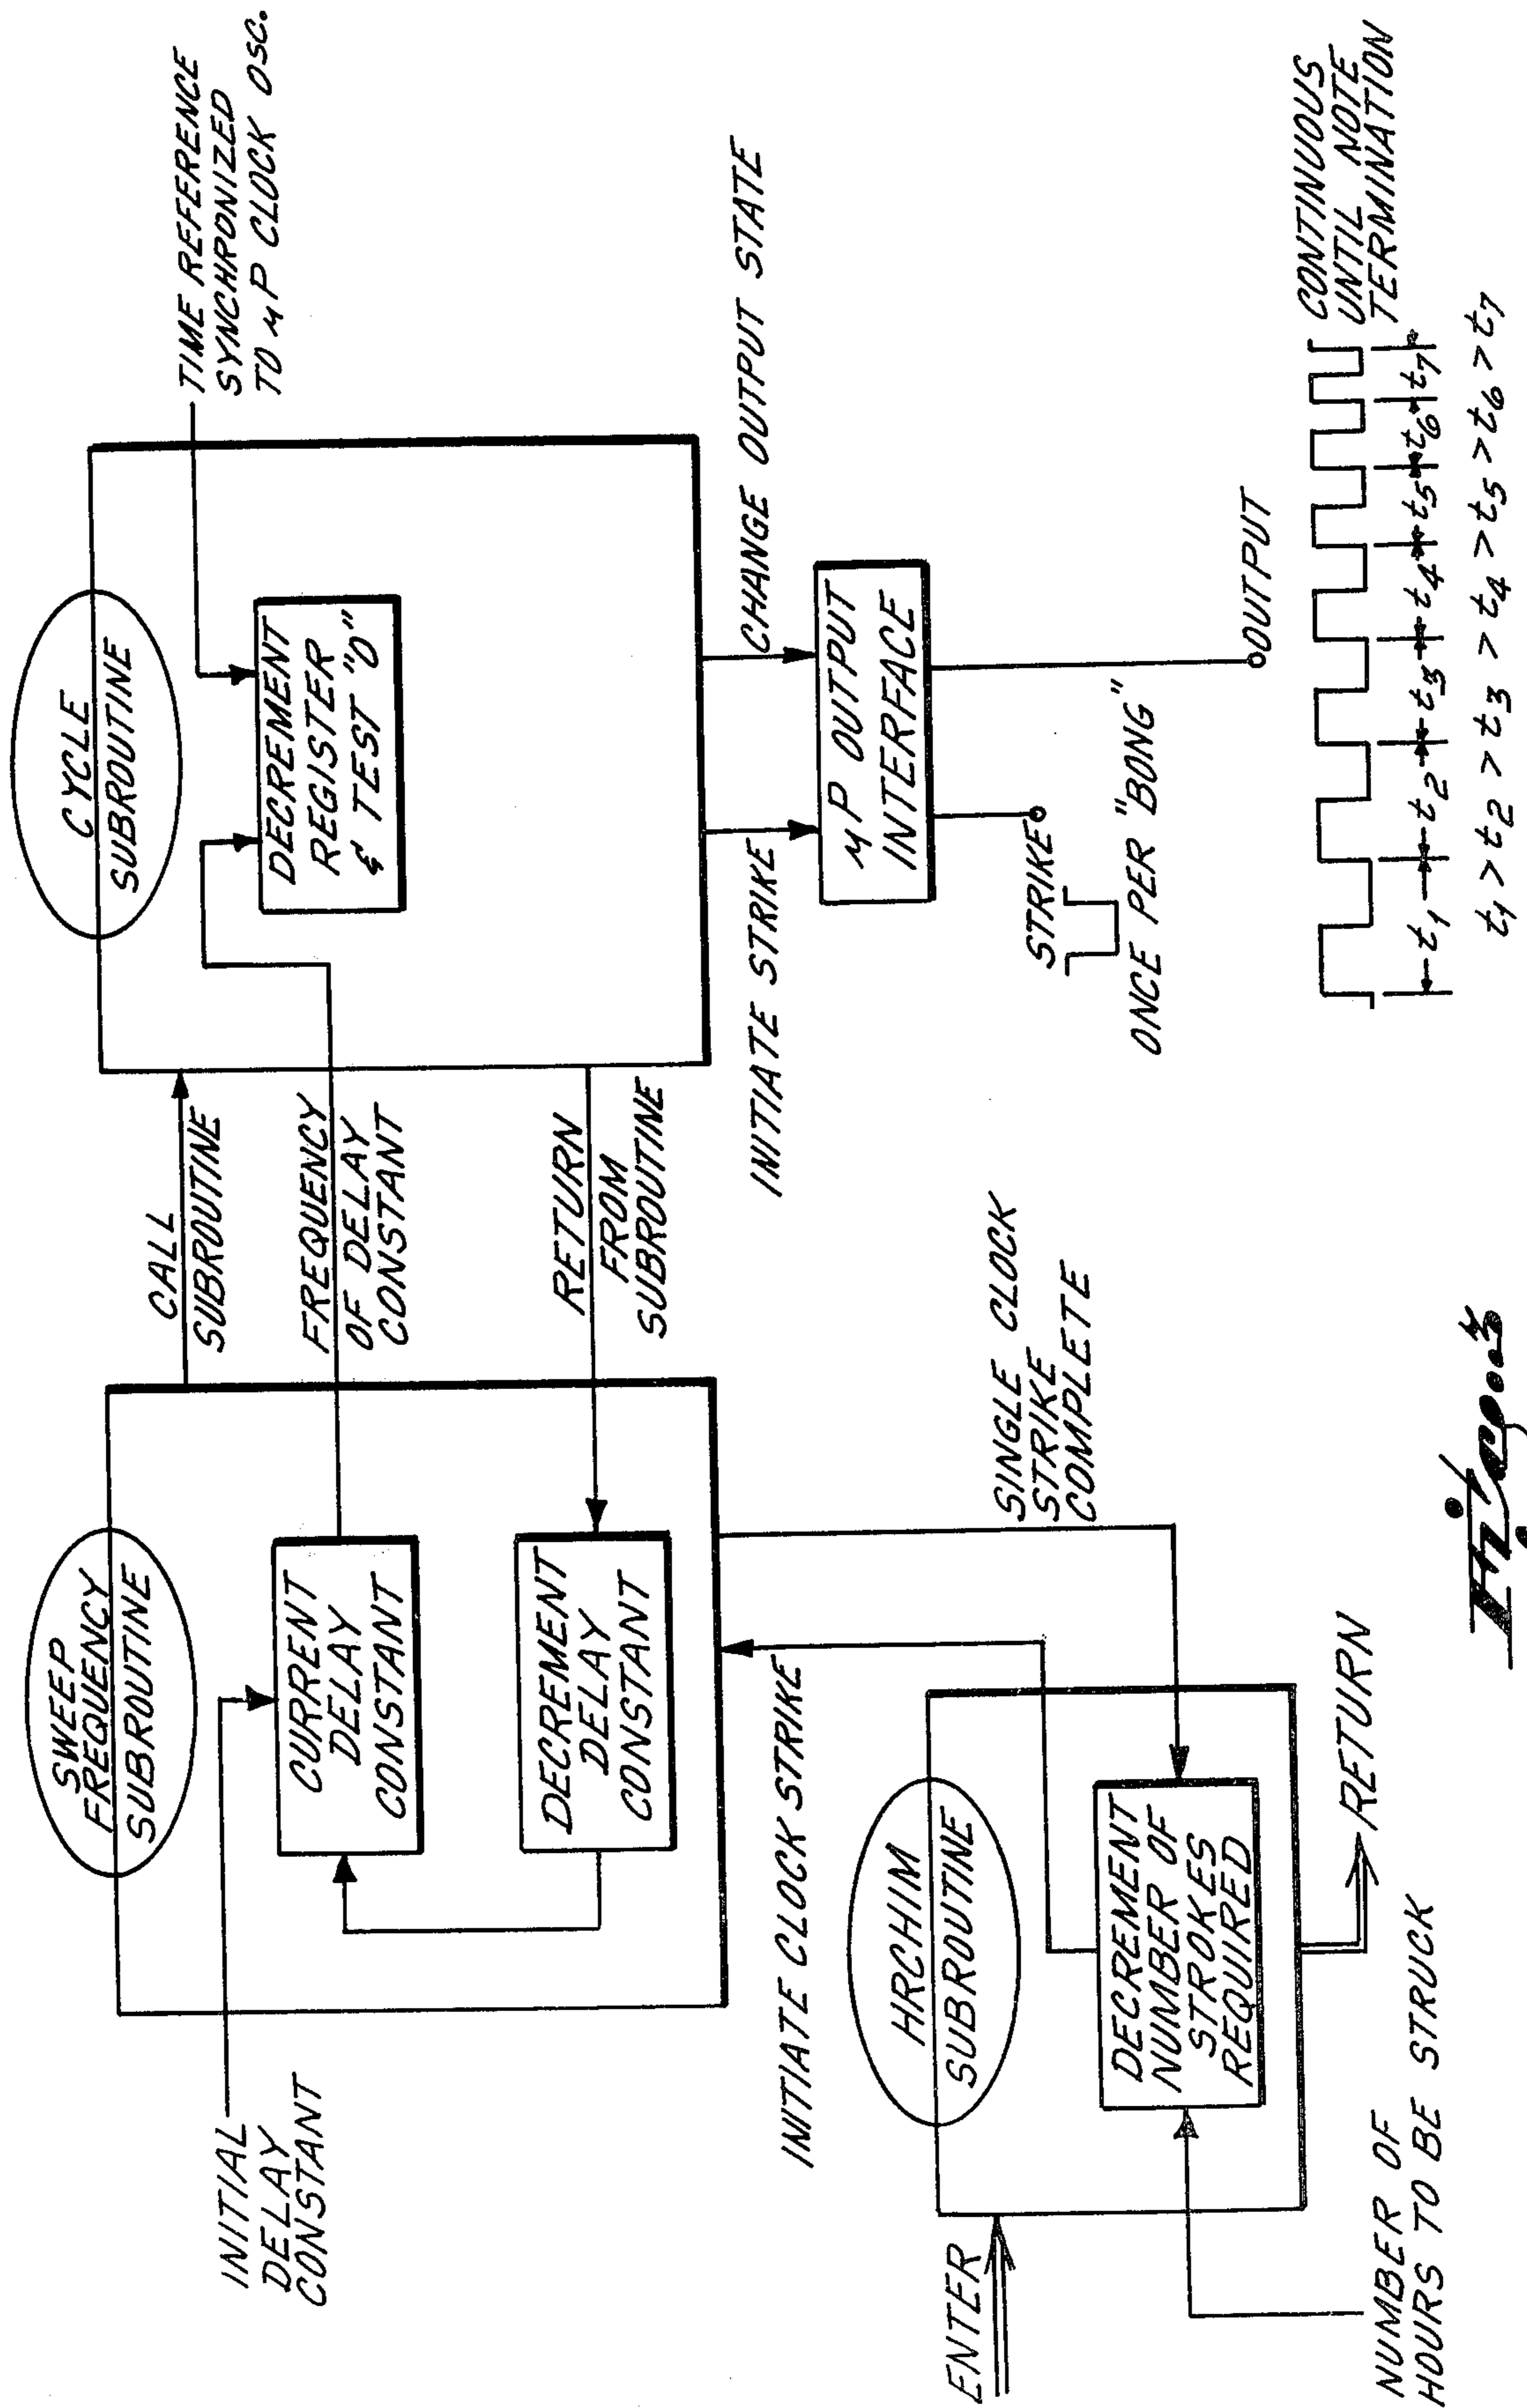 SWEEP
FREQUENCY
SUBROUTINE
INITIAL
DELAY
CONSTANT
CURRENT
DELAY
CONSTANT
DECREMENT
DELAY
CONSTANT
CALL
SUBROUTINE
FREQUENCY
OF DELAY
CONSTANT
RETURN
FROM
SUBROUTINE
CYCLE
SUBROUTINE
DECREMENT
REGISTER
& TEST "0"
TIME REFERENCE
SYNCHRONIZED
TO μP CLOCK OSC.
INITIATE STRIKE
CHANGE OUTPUT STATE
μP OUTPUT
INTERFACE
STRIKE
ONCE PER "BONG"
OUTPUT
INITIATE CLOCK STRIKE
SINGLE CLOCK
STRIKE
COMPLETE
ENTER
HRCHIM
SUBROUTINE
DECREMENT
NUMBER OF
STROKES
REQUIRED
NUMBER OF
HOURS TO BE STRUCK
RETURN
CONTINUOUS
UNTIL NOTE
TERMINATION
t1 t2 t3 t4 t5 t6 t7
t1 > t2 > t3 > t4 > t5 > t6 > t7